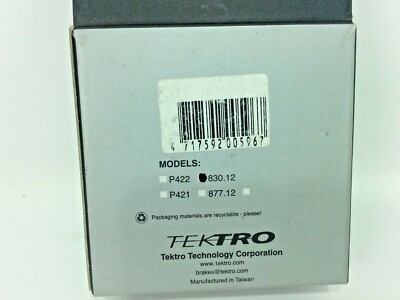 4 717592 005967
MODELS:
P422 830.12
P421 877.12
Packaging materials are recyclable - please!
TEKTRO
Tektro Technology Corporation
www.tektro.com
brakes@tektro.com
Manufactured in Taiwan